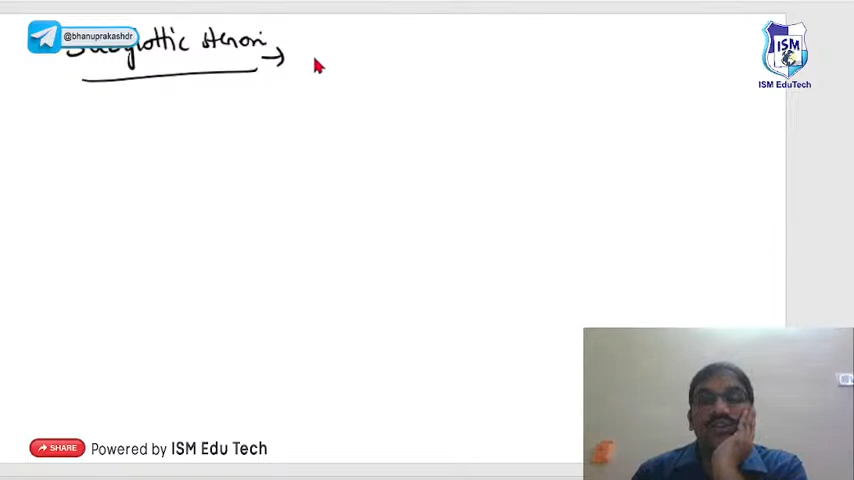 @bhanuprakashdr
Subglottic stenosis →
ISM
ISM EduTech
SHARE
Powered by ISM Edu Tech